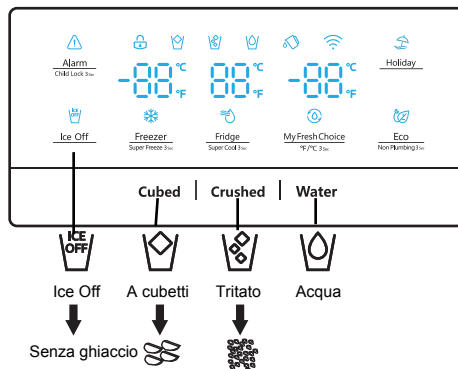 Alarm
Child Lock 3Sec
-88 °C °F
88 °C °F
-88 °C °F
Holiday
ICE OFF
Ice Off
Freezer
Super Freeze 3Sec
Fridge
Super Cool 3Sec
My Fresh Choice
°F/°C 3Sec
Eco
Non Plumbing 3Sec
Cubed | Crushed | Water
ICE
OFF
Ice Off A cubetti Tritato Acqua
Senza ghiaccio